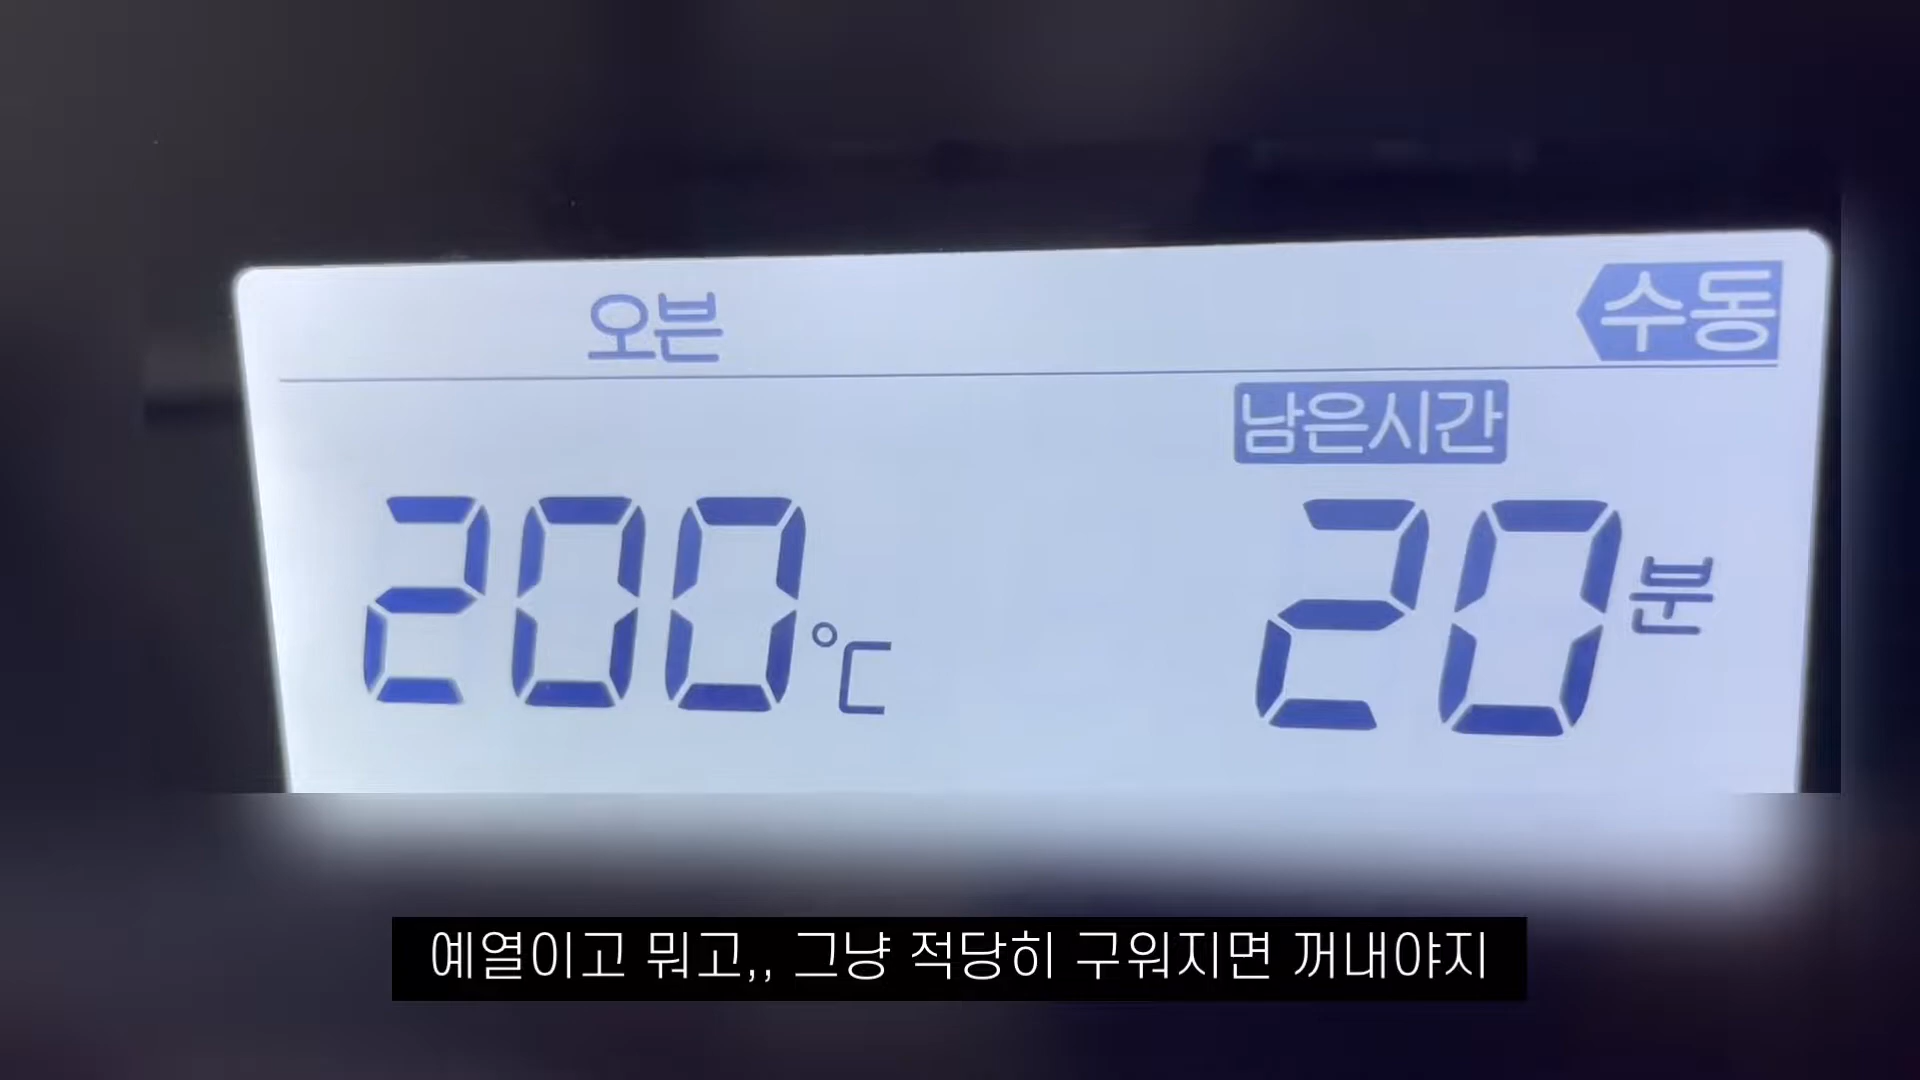 오븐
수동
남은시간
200℃
20분
예열이고 뭐고,, 그냥 적당히 구워지면 꺼내야지